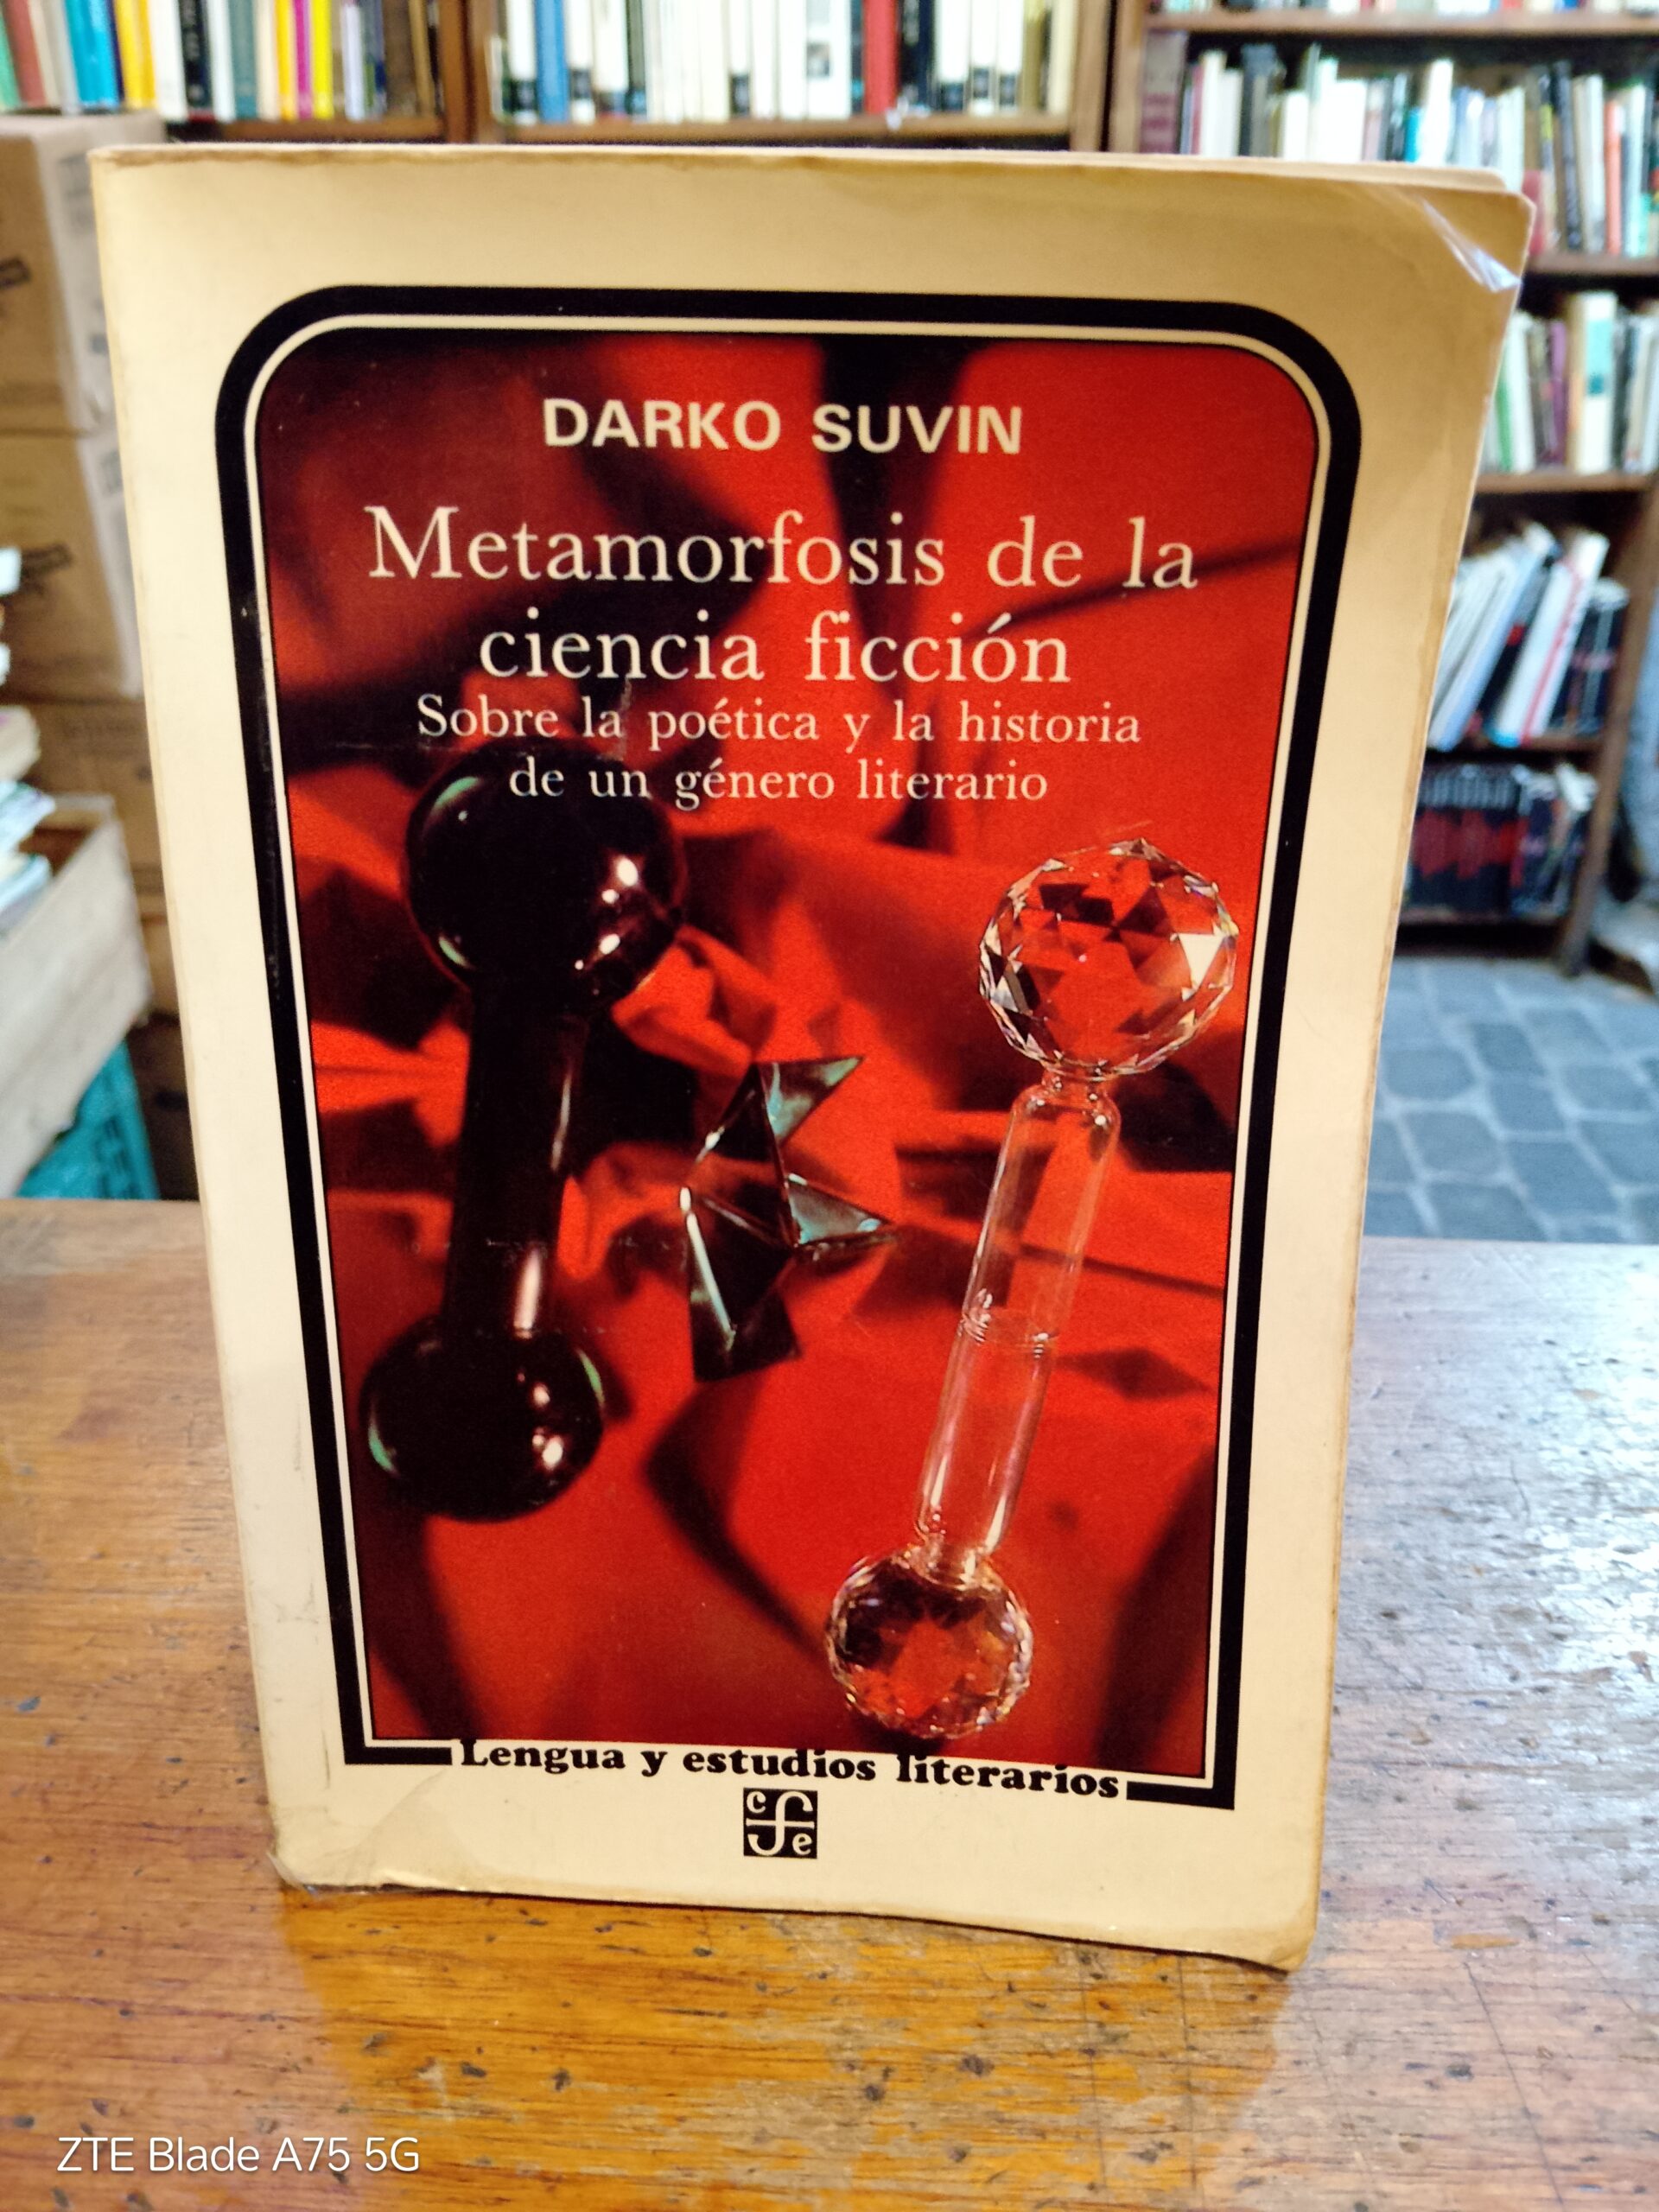 DARKO SUVIN
Metamorfosis de la
ciencia ficción
Sobre la poética y la historia
de un género literario
Lengua y estudios literarios
cfe
ZTE Blade A75 5G